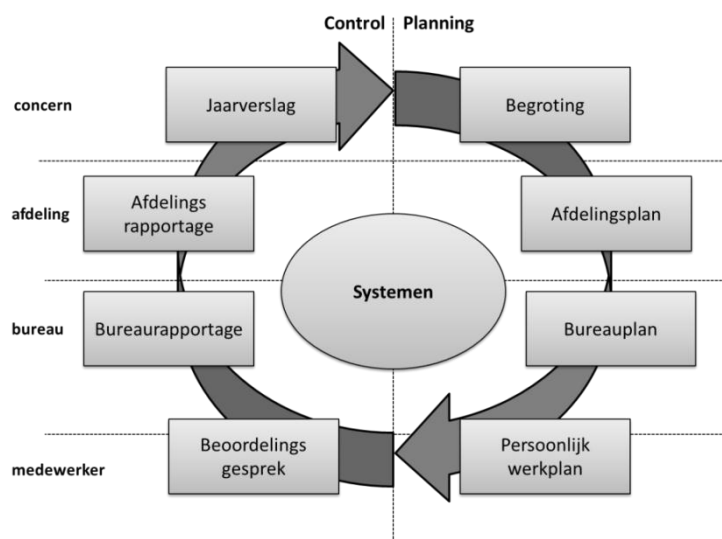 Control Planning
concern
Jaarverslag
Begroting
afdeling
Afdelings
rapportage
Afdelingsplan
Systemen
bureau
Bureaurapportage
Bureauplan
medewerker
Beoordelings
gesprek
Persoonlijk
werkplan